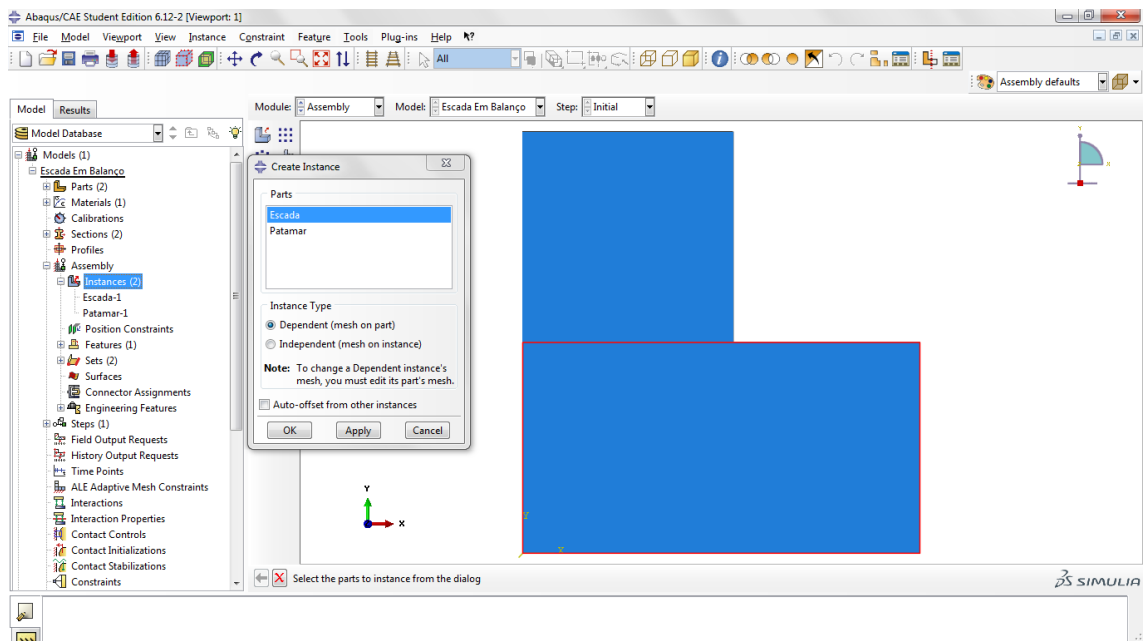 Abaqus/CAE Student Edition 6.12-2 [Viewport: 1]
File Model Viewport View Instance Constraint Feature Tools Plug-ins Help
All
Assembly defaults
Model Results
Module: Assembly Model: Escada Em Balanço Step: Initial
Model Database
Models (1)
Escada Em Balanço
Parts (2)
Materials (1)
Calibrations
Sections (2)
Profiles
Assembly
Instances (2)
Escada-1
Patamar-1
Position Constraints
Features (1)
Sets (2)
Surfaces
Connector Assignments
Engineering Features
Steps (1)
Field Output Requests
History Output Requests
Time Points
ALE Adaptive Mesh Constraints
Interactions
Interaction Properties
Contact Controls
Contact Initializations
Contact Stabilizations
Constraints
Create Instance
Parts
Escada
Patamar
Instance Type
Dependent (mesh on part)
Independent (mesh on instance)
Note: To change a Dependent instance's
mesh, you must edit its part's mesh.
Auto-offset from other instances
OK Apply Cancel
Y
X
Y
X
Y
X
Select the parts to instance from the dialog
SIMULIA